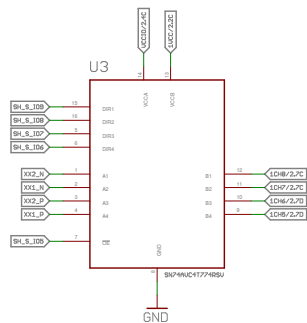 VCCIO/2.4C
1VCC/2.2C
U3
14
13
VCCA
VCCB
SH_S_IO9
15
DIR1
SH_S_IO8
16
DIR2
SH_S_IO7
5
DIR3
SH_S_IO6
6
DIR4
XX2_N
1
A1
B1
12
1CH8/2.7C
XX1_N
2
A2
B2
11
1CH7/2.7C
XX2_P
3
A3
B3
10
1CH6/2.7D
XX1_P
4
A4
B4
9
1CH5/2.7D
SH_S_IO5
7
OE
GND
SN74AVC4T774RSV
8
GND